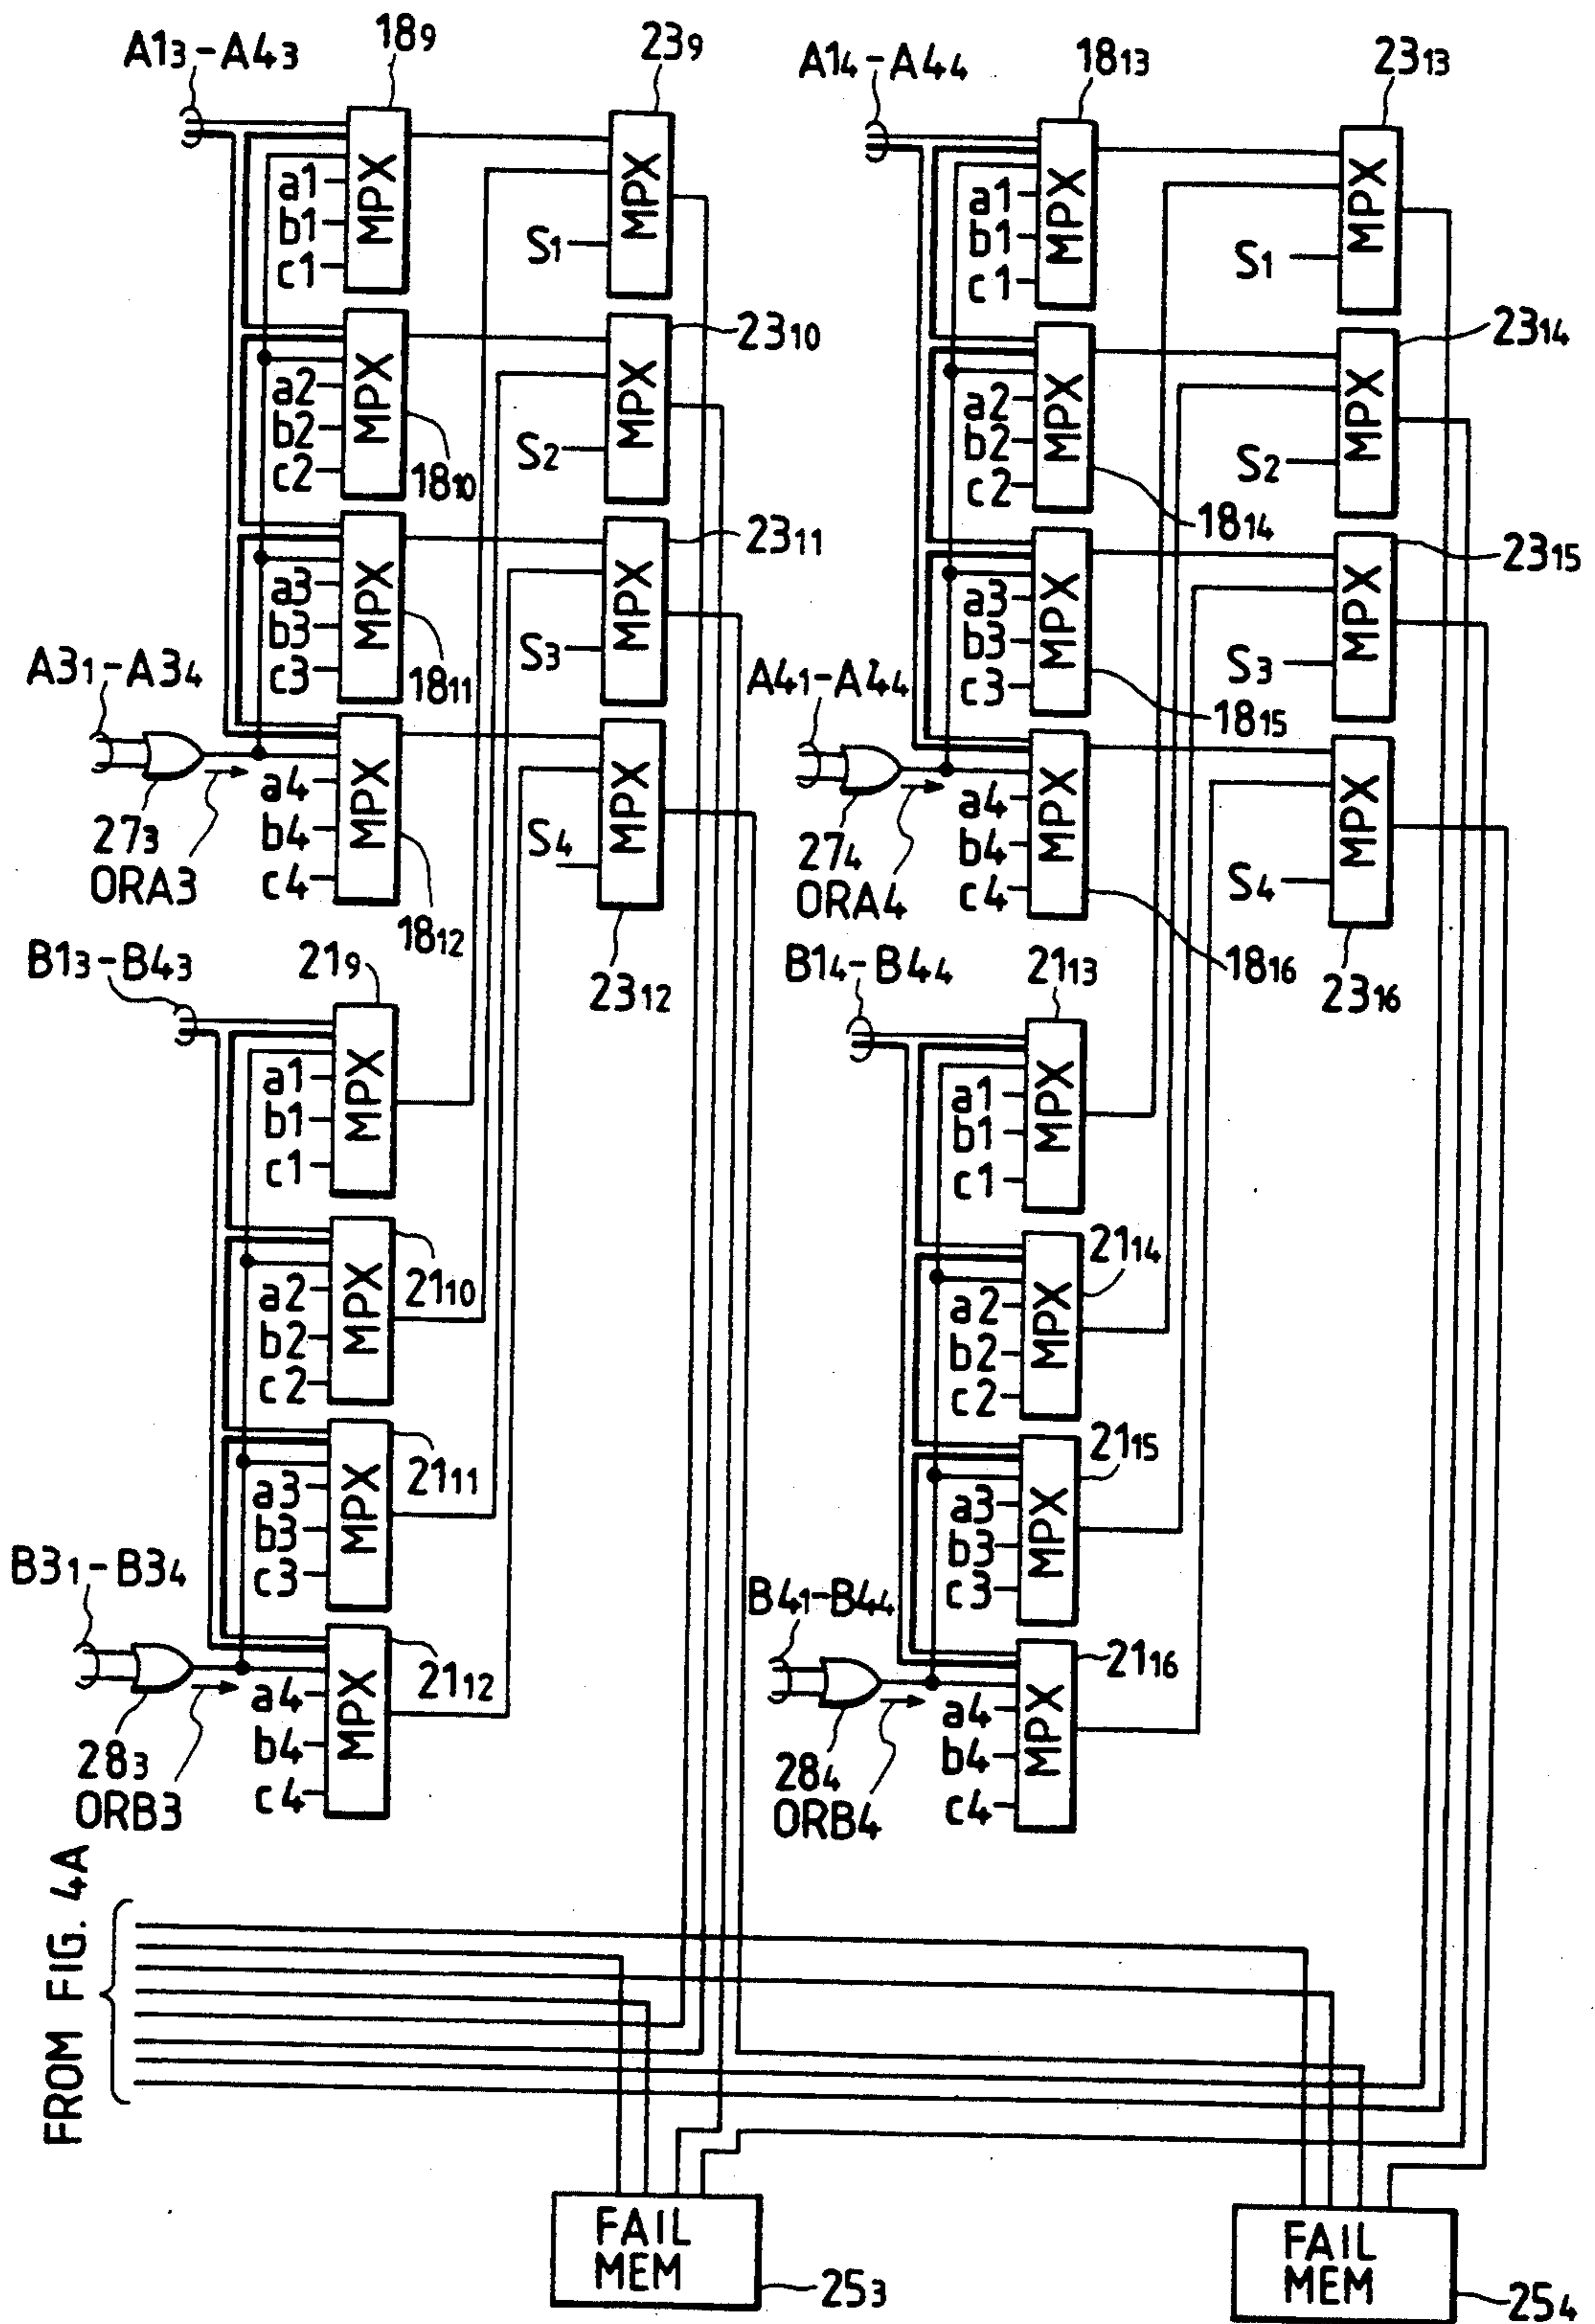 A1₃-A4₃
18₉
23₉
A1₄-A4₄
18₁₃
23₁₃
MPX
a1
b1
c1
MPX
S1
MPX
a1
b1
c1
MPX
S1
MPX
a2
b2
c2
18₁₀
MPX
S2
23₁₀
MPX
a2
b2
c2
18₁₄
MPX
S2
23₁₄
MPX
a3
b3
c3
18₁₁
MPX
S3
23₁₁
MPX
a3
b3
c3
18₁₅
MPX
S3
23₁₅
A3₁-A3₄
27₃
ORA3
MPX
a4
b4
c4
18₁₂
MPX
S4
23₁₂
A4₁-A4₄
27₄
ORA4
MPX
a4
b4
c4
18₁₆
MPX
S4
23₁₆
B1₃-B4₃
21₉
MPX
a1
b1
c1
B1₄-B4₄
21₁₃
MPX
a1
b1
c1
MPX
a2
b2
c2
21₁₀
MPX
a2
b2
c2
21₁₄
MPX
a3
b3
c3
21₁₁
MPX
a3
b3
c3
21₁₅
B3₁-B3₄
28₃
ORB3
MPX
a4
b4
c4
21₁₂
B4₁-B4₄
28₄
ORB4
MPX
a4
b4
c4
21₁₆
FROM FIG. 4A
FAIL
MEM
25₃
FAIL
MEM
25₄